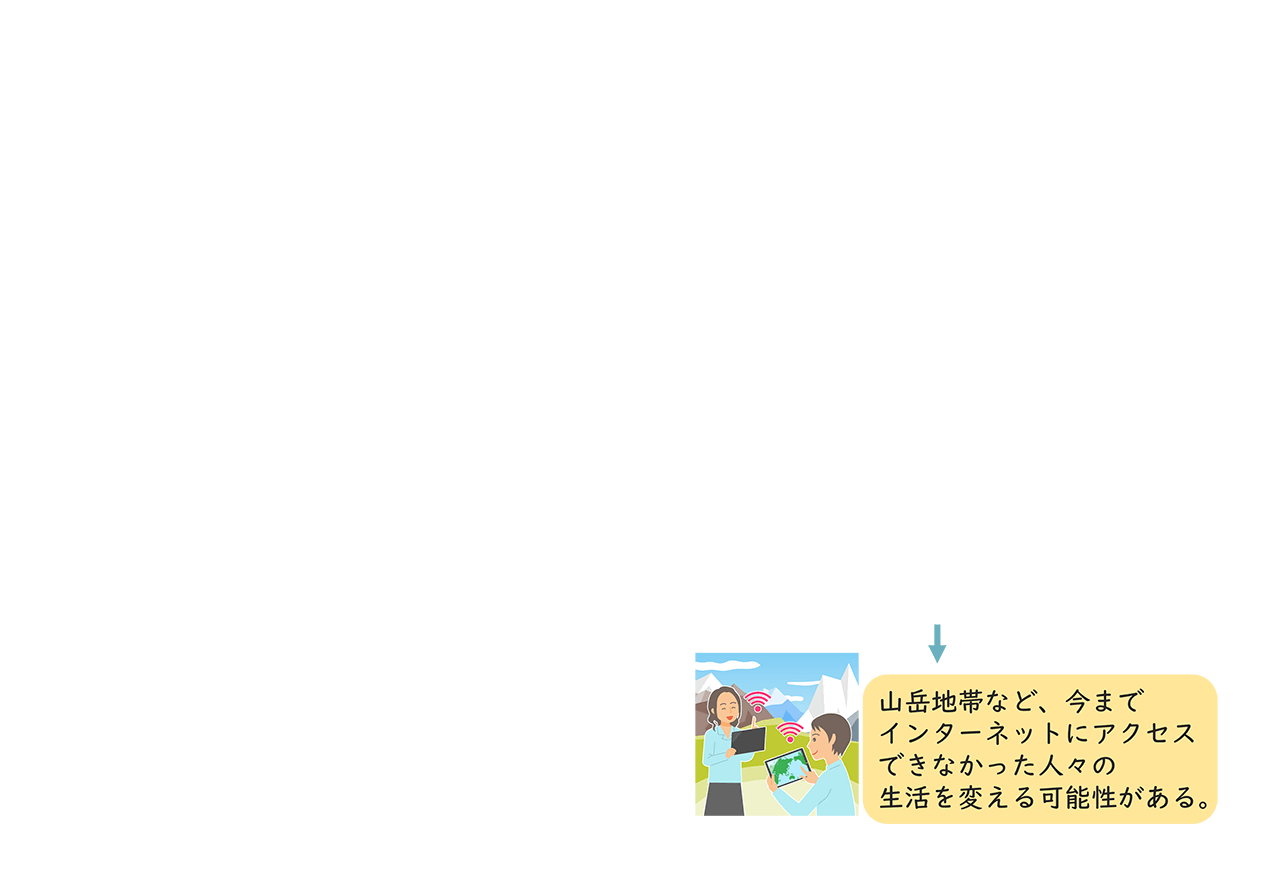 山岳地帯など、今まで
インターネットにアクセス
できなかった人々の
生活を変える可能性がある。